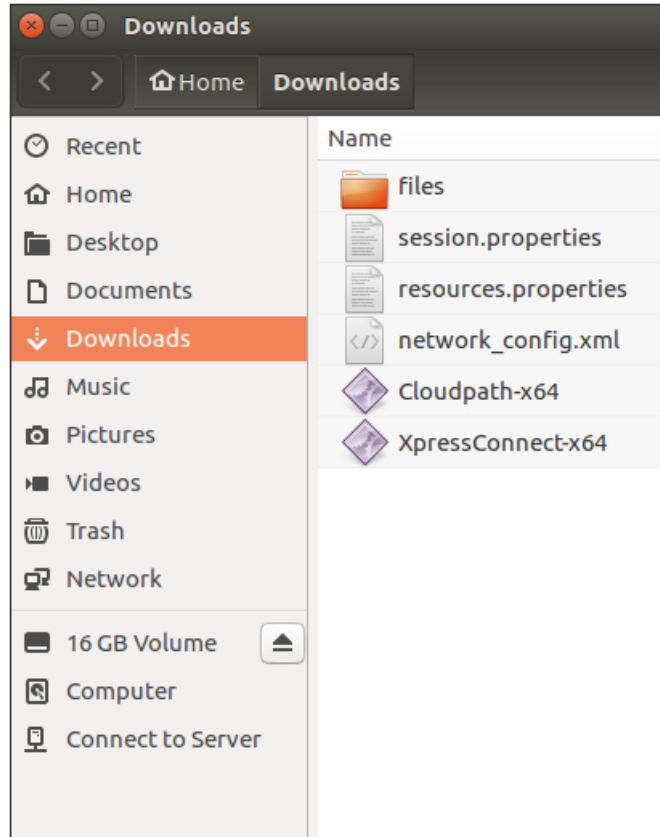 Downloads
Home Downloads
Recent
Home
Desktop
Documents
Downloads
Music
Pictures
Videos
Trash
Network
16 GB Volume
Computer
Connect to Server
Name
files
session.properties
resources.properties
network_config.xml
Cloudpath-x64
XpressConnect-x64